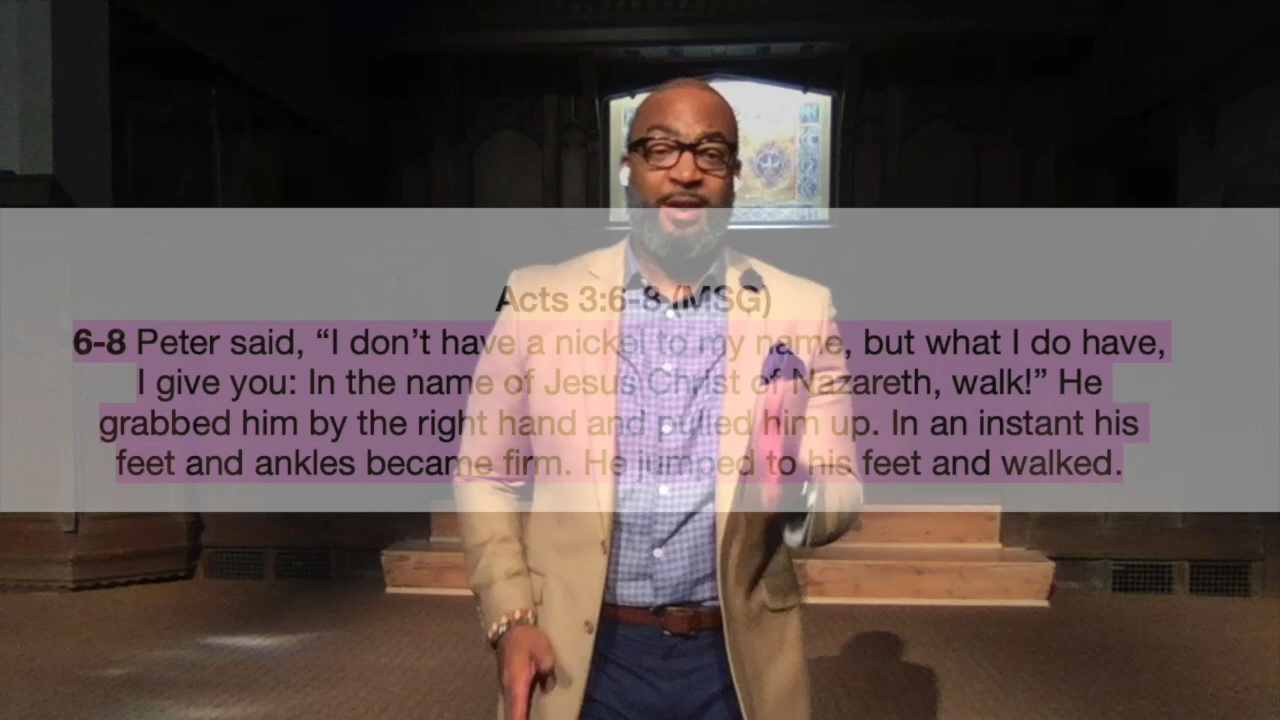 Acts 3:6-8 (MSG)
6-8 Peter said, “I don’t have a nickel to my name, but what I do have,
I give you: In the name of Jesus Christ of Nazareth, walk!” He
grabbed him by the right hand and pulled him up. In an instant his
feet and ankles became firm. He jumped to his feet and walked.